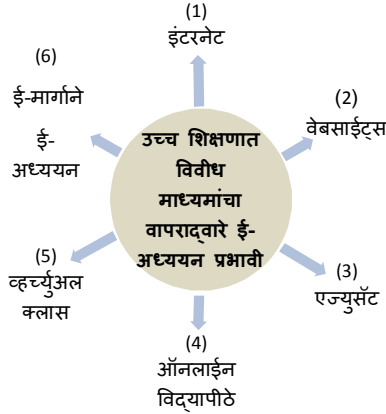 (1)
इंटरनेट
(2)
वेबसाईट्स
(3)
एज्युसॅट
(4)
ऑनलाईन
विद्यापीठे
(5)
व्हर्च्युअल
क्लास
(6)
ई-मार्गाने
ई-
अध्ययन
उच्च शिक्षणात
विवीध
माध्यमांचा
वापराद्वारे ई-
अध्ययन प्रभावी